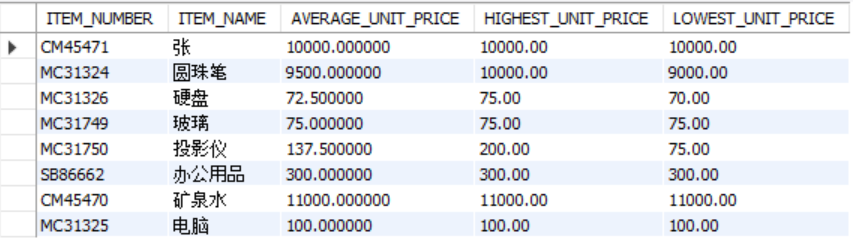 ITEM_NUMBER ITEM_NAME AVERAGE_UNIT_PRICE HIGHEST_UNIT_PRICE LOWEST_UNIT_PRICE
CM45471 张 10000.000000 10000.00 10000.00
MC31324 圆珠笔 9500.000000 10000.00 9000.00
MC31326 硬盘 72.500000 75.00 70.00
MC31749 玻璃 75.000000 75.00 75.00
MC31750 投影仪 137.500000 200.00 75.00
SB86662 办公用品 300.000000 300.00 300.00
CM45470 矿泉水 11000.000000 11000.00 11000.00
MC31325 电脑 100.000000 100.00 100.00